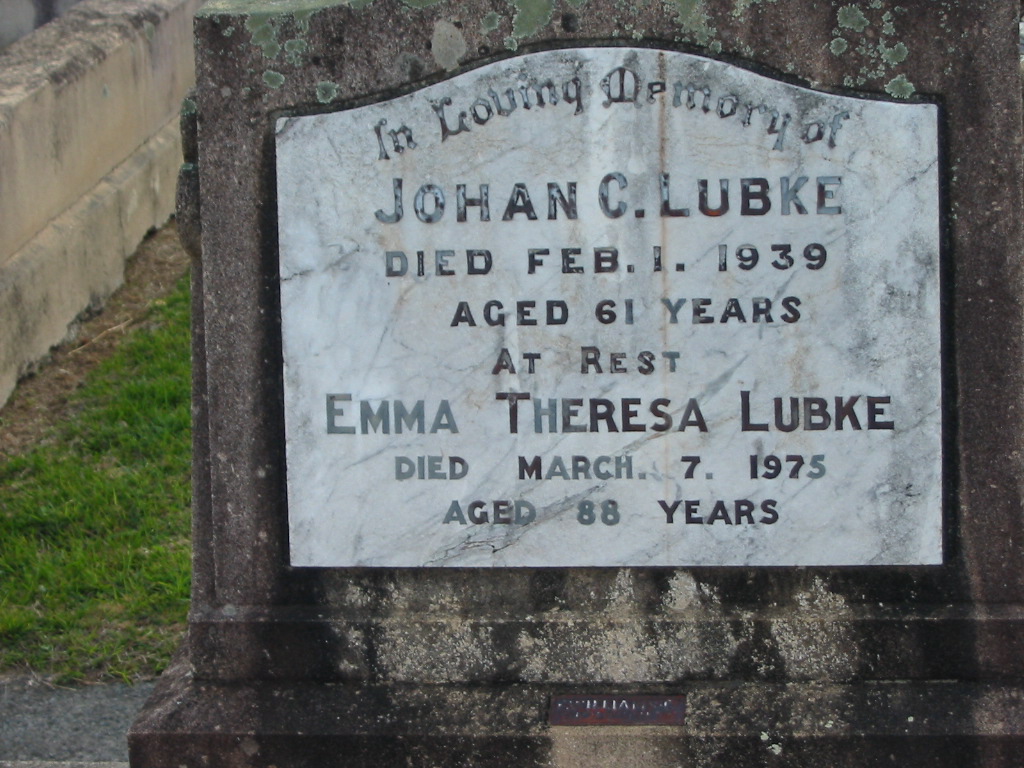 In Loving Memory of
JOHAN C. LUBKE
DIED FEB. 1. 1939
AGED 61 YEARS
AT REST
EMMA THERESA LUBKE
DIED MARCH. 7. 1975
AGED 88 YEARS